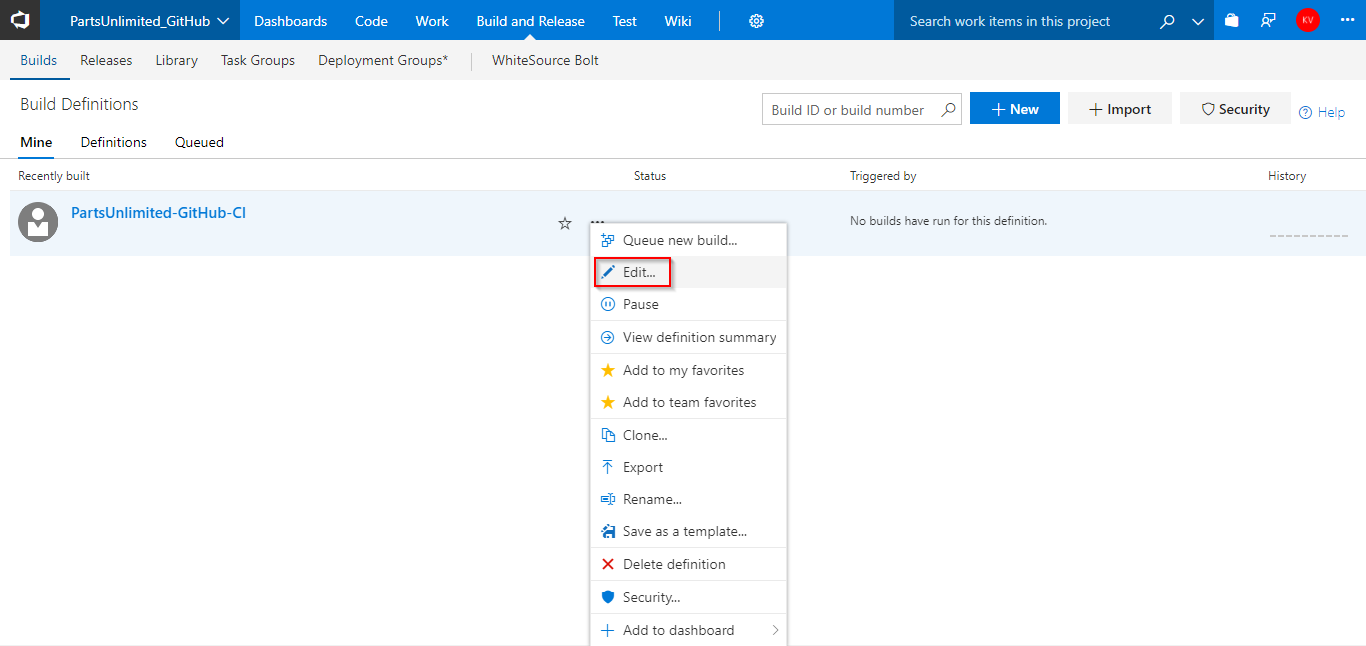 PartsUnlimited_GitHub Dashboards Code Work Build and Release Test Wiki Search work items in this project KV
Builds Releases Library Task Groups Deployment Groups* WhiteSource Bolt
Build Definitions
Build ID or build number New Import Security Help
Mine Definitions Queued
Recently built Status Triggered by History
PartsUnlimited-GitHub-CI
No builds have run for this definition.
Queue new build...
Edit...
Pause
View definition summary
Add to my favorites
Add to team favorites
Clone...
Export
Rename...
Save as a template...
Delete definition
Security...
Add to dashboard